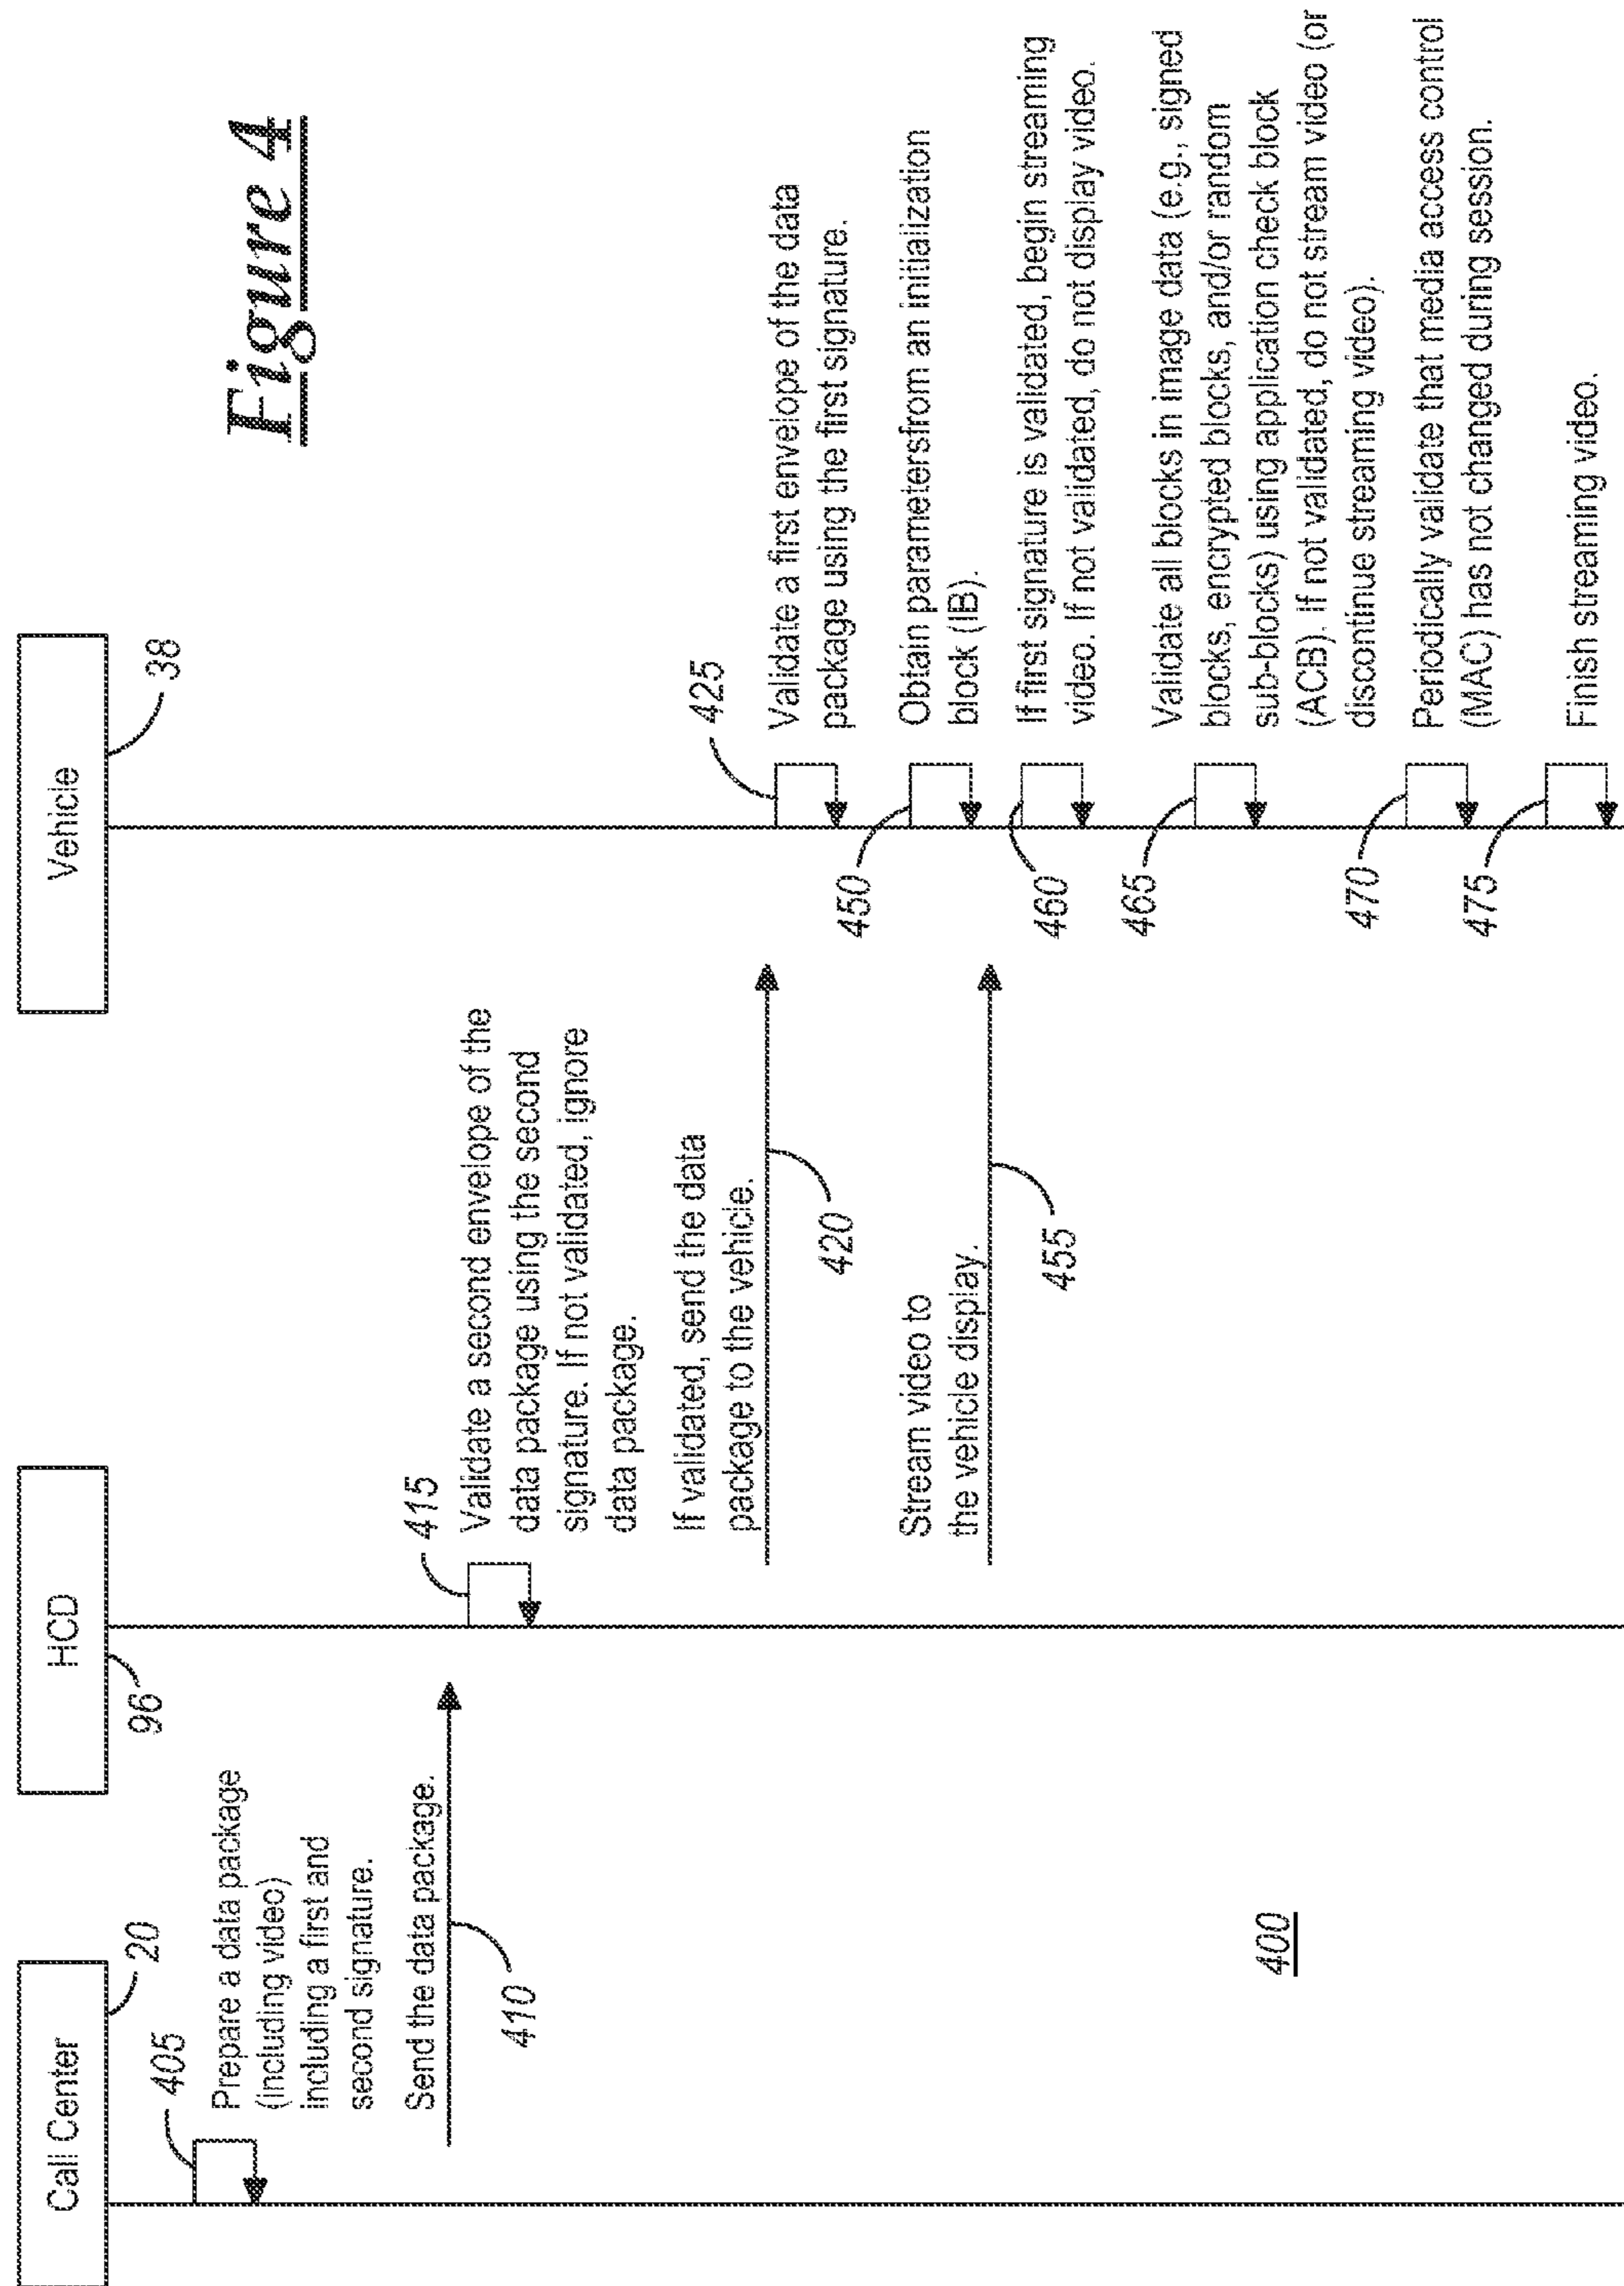 Call Center
20
HCD
96
Vehicle
38
Figure 4
405
Prepare a data package
(including video)
including a first and
second signature.
Send the data package.
410
415
Validate a second envelope of the
data package using the second
signature. If not validated, ignore
data package.
If validated, send the data
package to the vehicle.
420
425
Validate a first envelope of the data
package using the first signature.
450
Obtain parametersfrom an initialization
block (IB).
Stream video to
the vehicle display.
455
460
If first signature is validated, begin streaming
video. If not validated, do not display video.
465
Validate all blocks in image data (e.g., signed
blocks, encrypted blocks, and/or random
sub-blocks) using application check block
(ACB). If not validated, do not stream video (or
discontinue streaming video).
470
Periodically validate that media access control
(MAC) has not changed during session.
475
Finish streaming video.
400